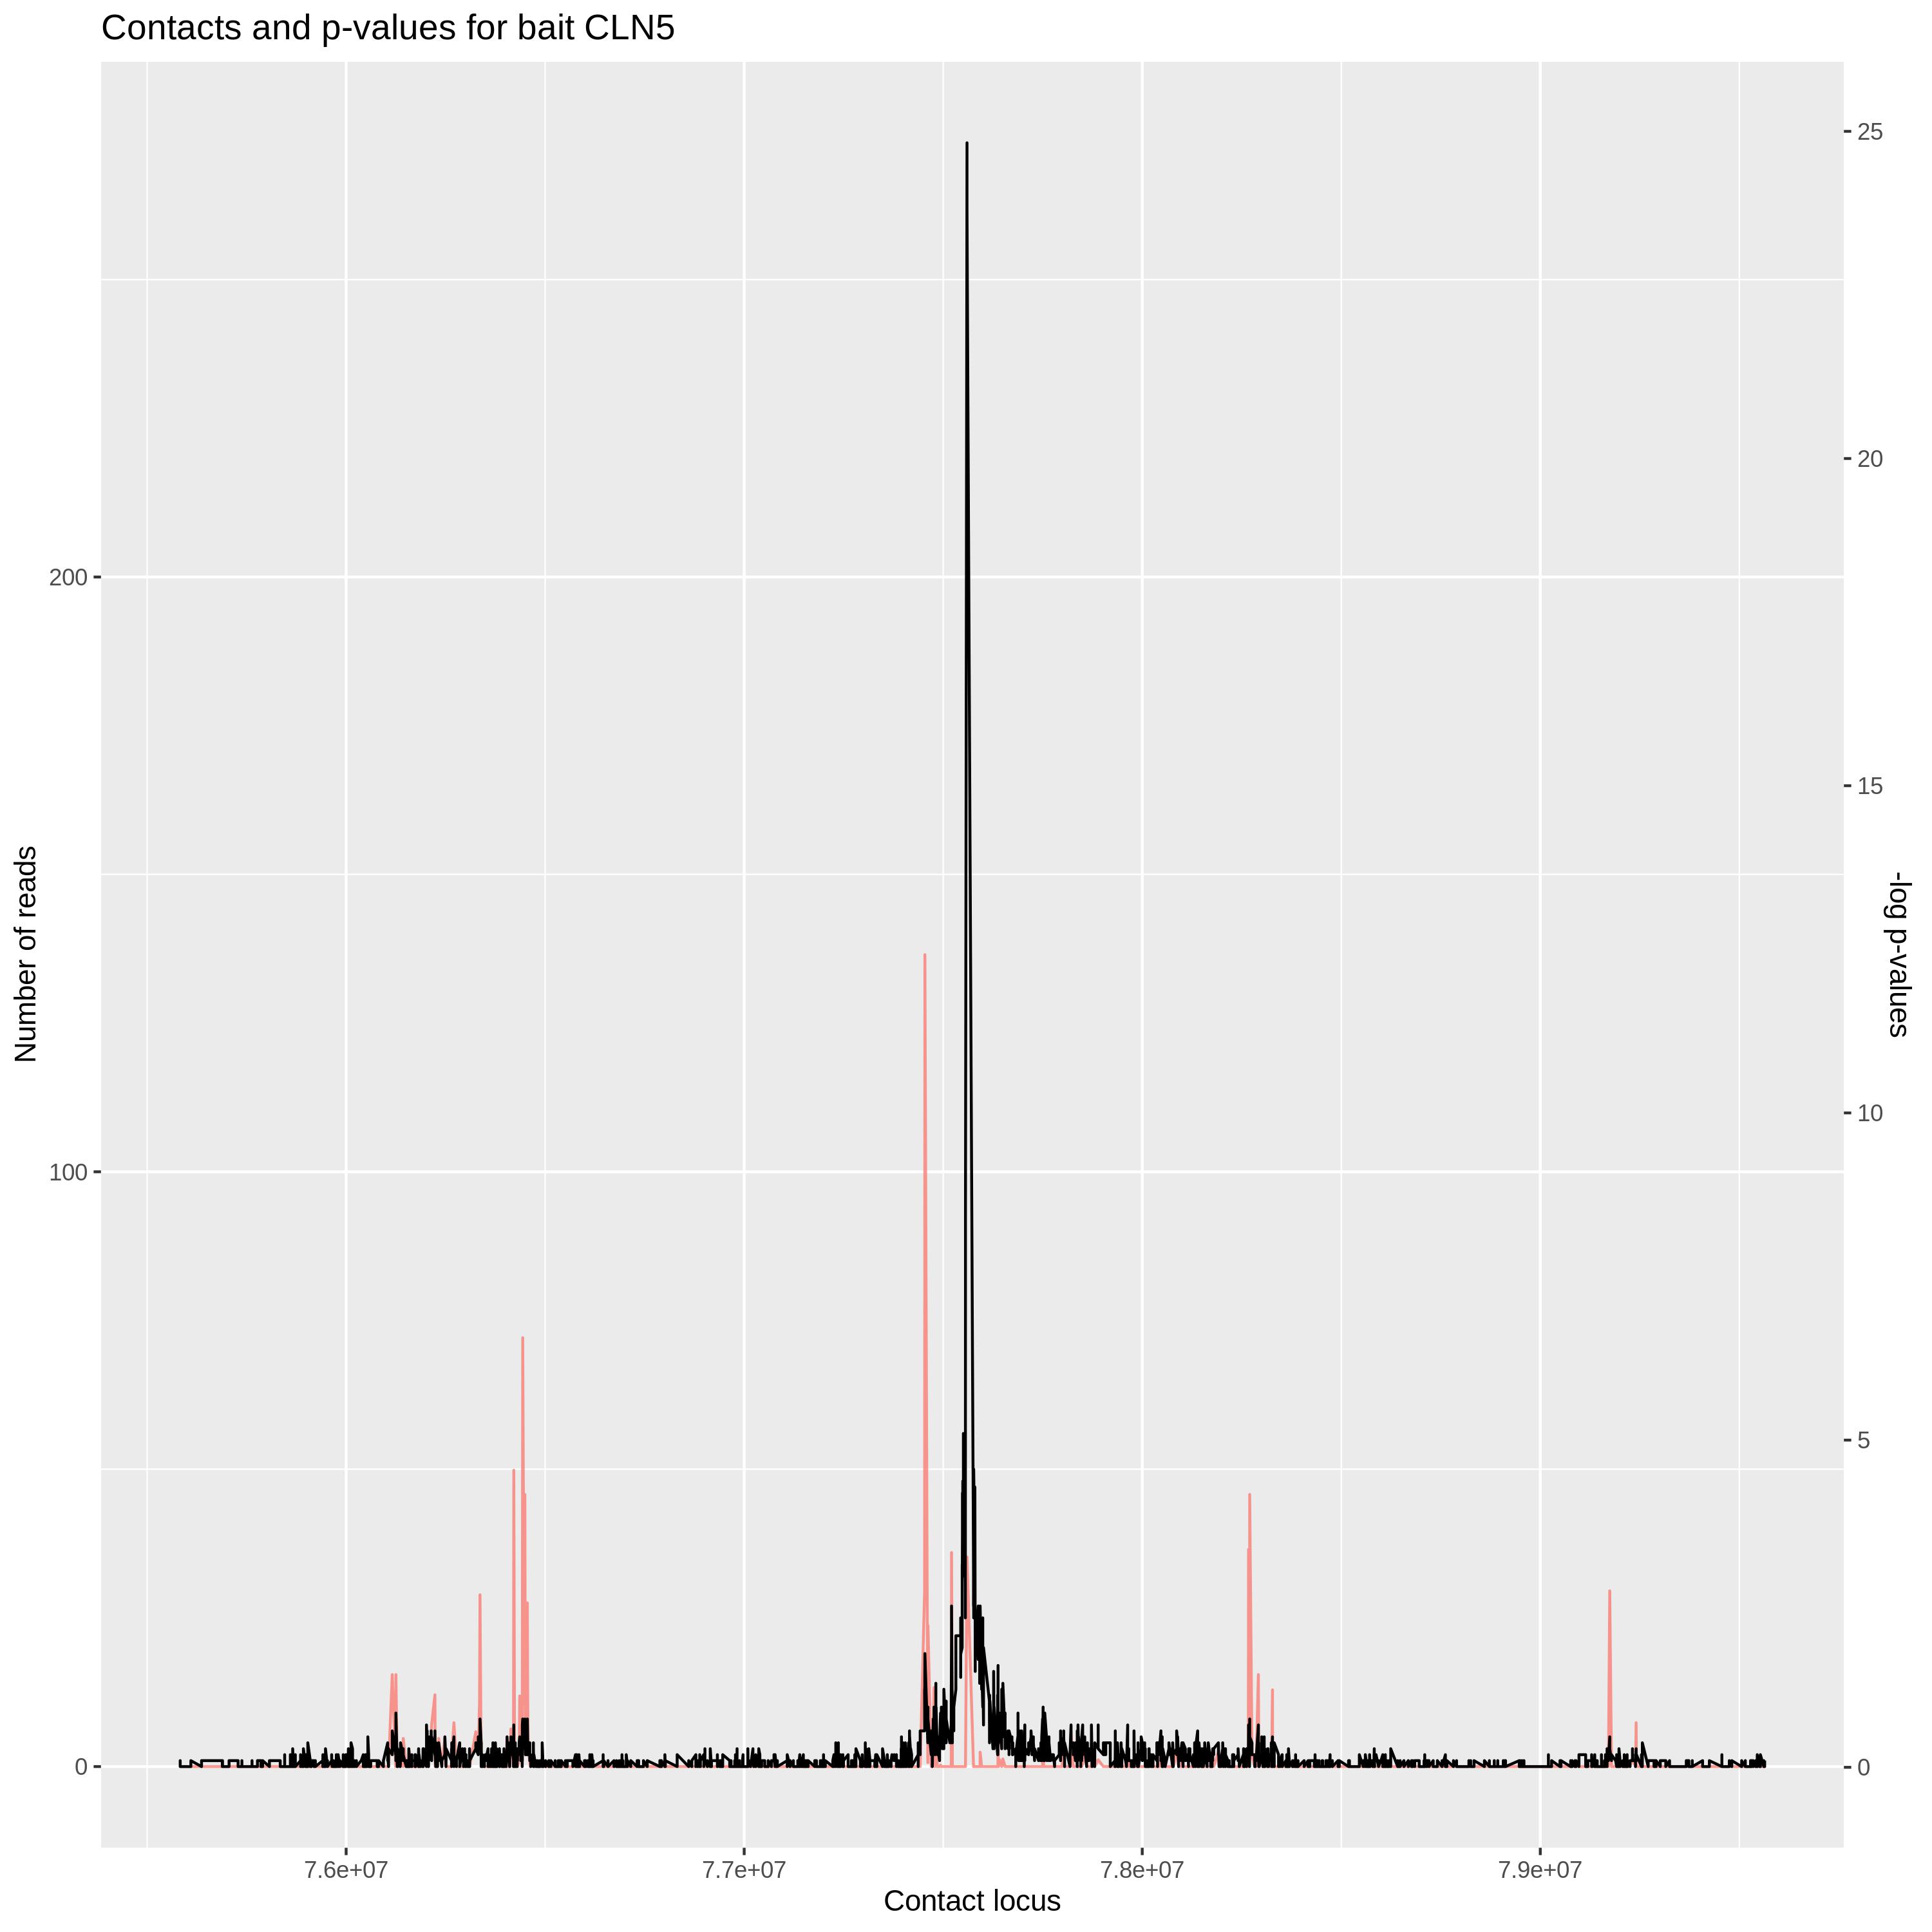 Contacts and p-values for bait CLN5
Number of reads
200
100
0
25
20
15
10
5
0
-log p-values
7.6e+07
7.7e+07
7.8e+07
7.9e+07
Contact locus